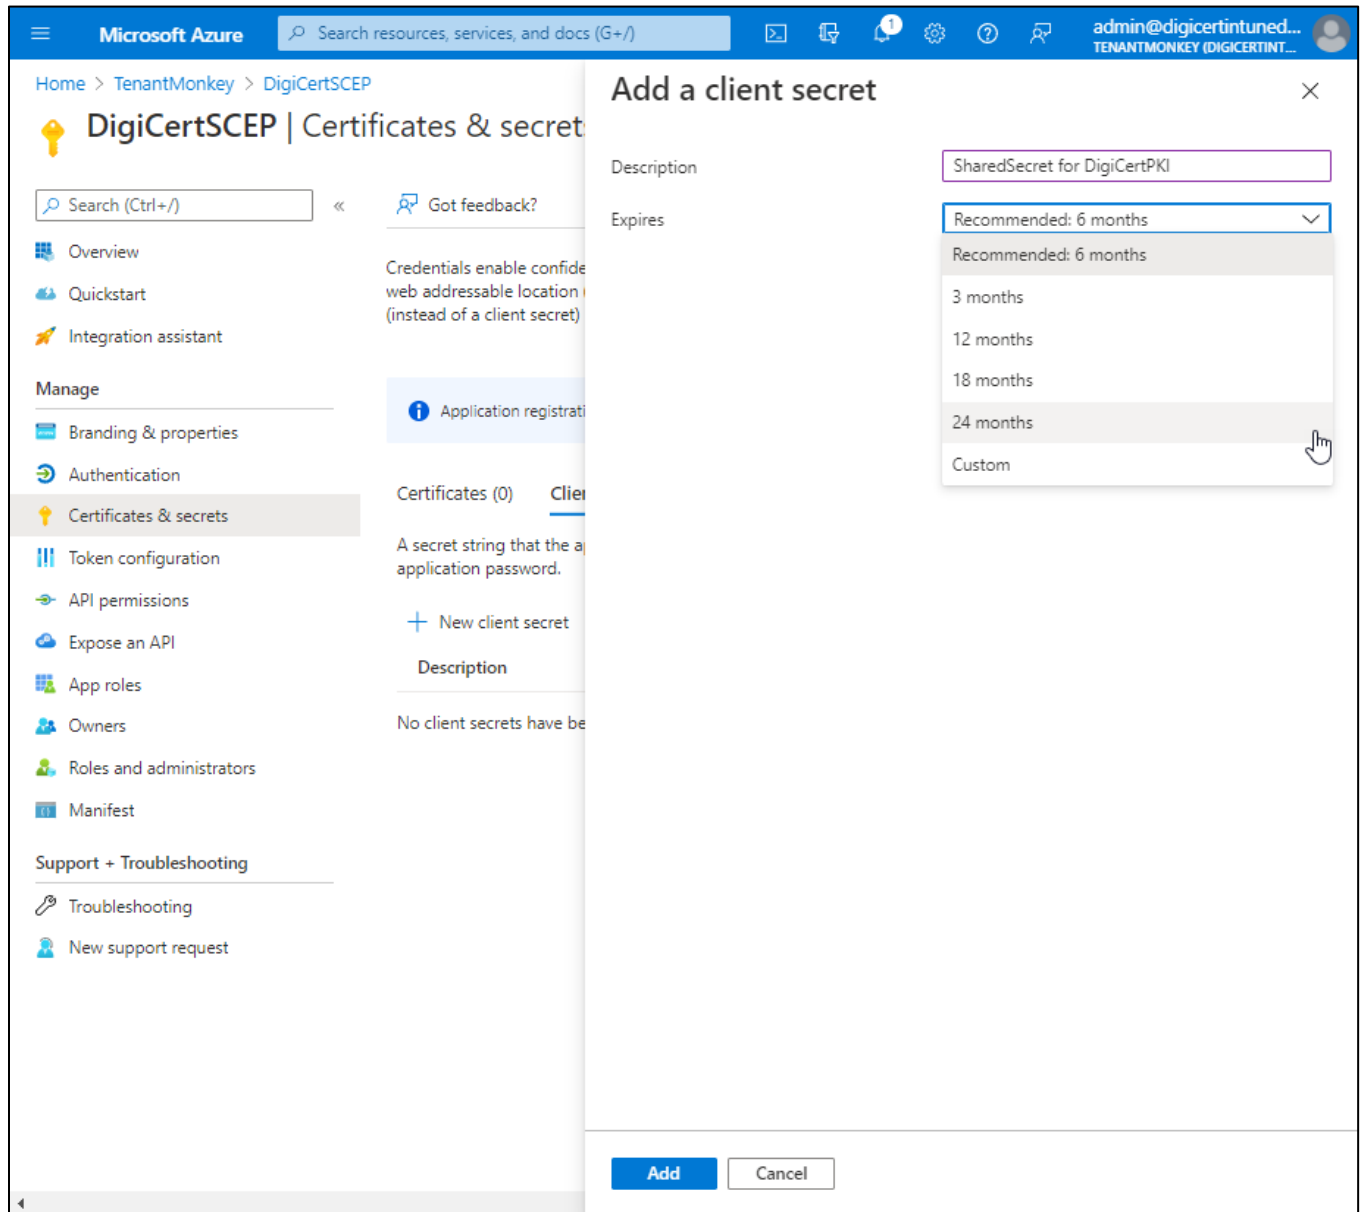 Microsoft Azure
Search resources, services, and docs (G+/)
1
admin@digicertintuned...
TENANTMONKEY (DIGICERTINT...
Home > TenantMonkey > DigiCertSCEP
DigiCertSCEP | Certificates & secret
Search (Ctrl+/)
«
Overview
Quickstart
Integration assistant
Manage
Branding & properties
Authentication
Certificates & secrets
Token configuration
API permissions
Expose an API
App roles
Owners
Roles and administrators
Manifest
Support + Troubleshooting
Troubleshooting
New support request
Got feedback?
Credentials enable confide
web addressable location (
(instead of a client secret)
Application registrati
Certificates (0) Clien
A secret string that the a
application password.
+ New client secret
Description
No client secrets have be
Add a client secret
Description
SharedSecret for DigiCertPKI
Expires
Recommended: 6 months
Recommended: 6 months
3 months
12 months
18 months
24 months
Custom
Add
Cancel